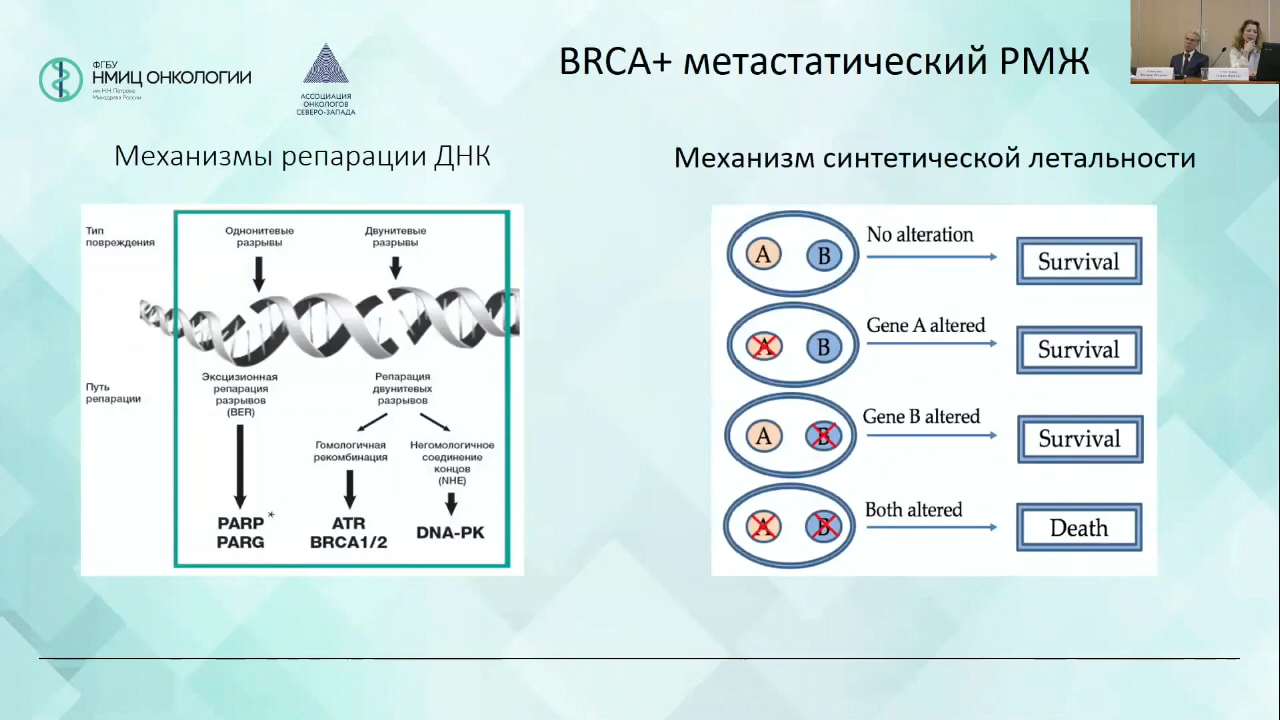 ФГБУ
НМИЦ ОНКОЛОГИИ
им. Н.Н. Петрова
Минздрава России
АССОЦИАЦИЯ
ОНКОЛОГОВ
СЕВЕРО-ЗАПАДА
BRCA+ метастатический РМЖ
Механизмы репарации ДНК
Тип
повреждения
Однонитевые
разрывы
Двунитевые
разрывы
Путь
репарации
Эксцизионная
репарация
разрывов
(BER)
Репарация
двунитевых
разрывов
Гомологичная
рекомбинация
Негомологичное
соединение
концов
(NHE)
PARP*
PARG
ATR
BRCA1/2
DNA-PK
Механизм синтетической летальности
A B No alteration Survival
A B Gene A altered Survival
A B Gene B altered Survival
A B Both altered Death